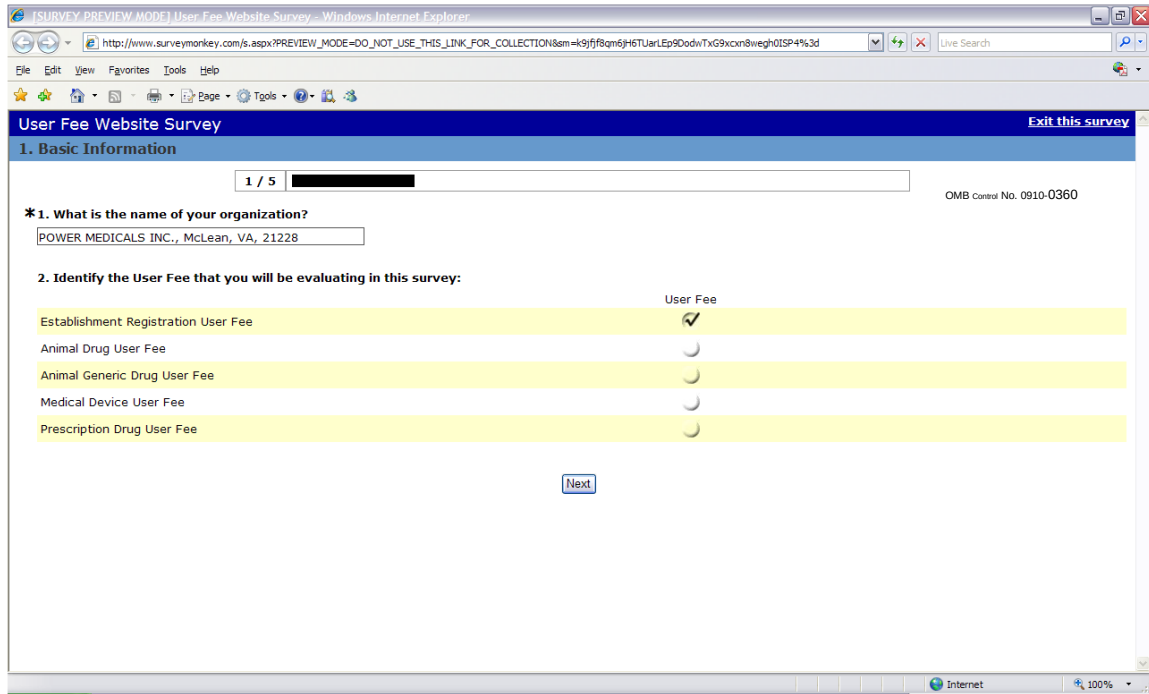 [SURVEY PREVIEW MODE] User Fee Website Survey - Windows Internet Explorer
http://www.surveymonkey.com/s.aspx?PREVIEW_MODE=DO_NOT_USE_THIS_LINK_FOR_COLLECTION&sm=k9jfjf8qm6jH6TUarLEp9DodwTxG9xcxn8wegh0ISP4%3d Live Search
File Edit View Favorites Tools Help
Page Tools
User Fee Website Survey Exit this survey
1. Basic Information
1 / 5
OMB Control No. 0910-0360
*1. What is the name of your organization?
POWER MEDICALS INC., McLean, VA, 21228
2. Identify the User Fee that you will be evaluating in this survey:
User Fee
Establishment Registration User Fee
Animal Drug User Fee
Animal Generic Drug User Fee
Medical Device User Fee
Prescription Drug User Fee
Next
Internet 100%